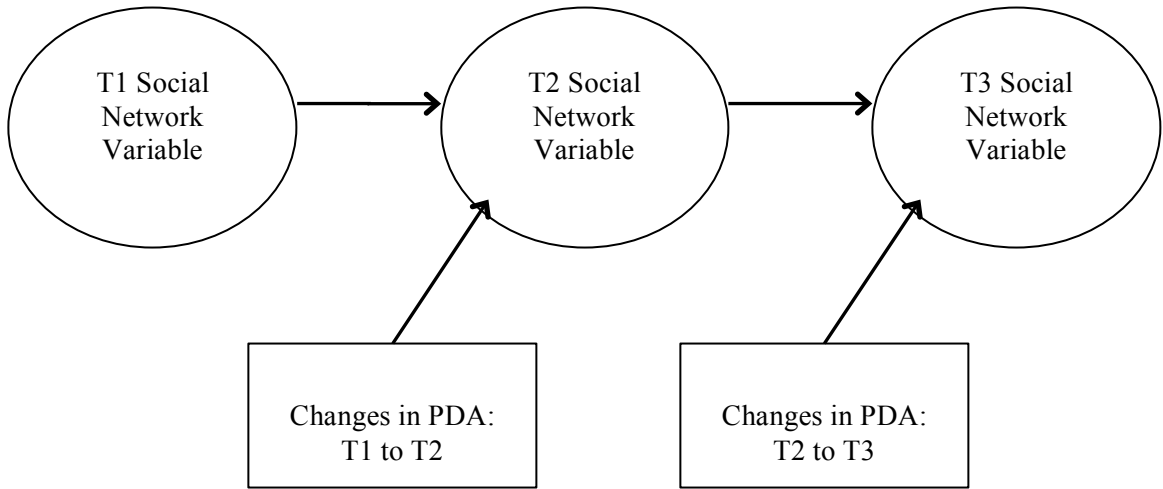 T1 Social
Network
Variable
T2 Social
Network
Variable
T3 Social
Network
Variable
Changes in PDA:
T1 to T2
Changes in PDA:
T2 to T3